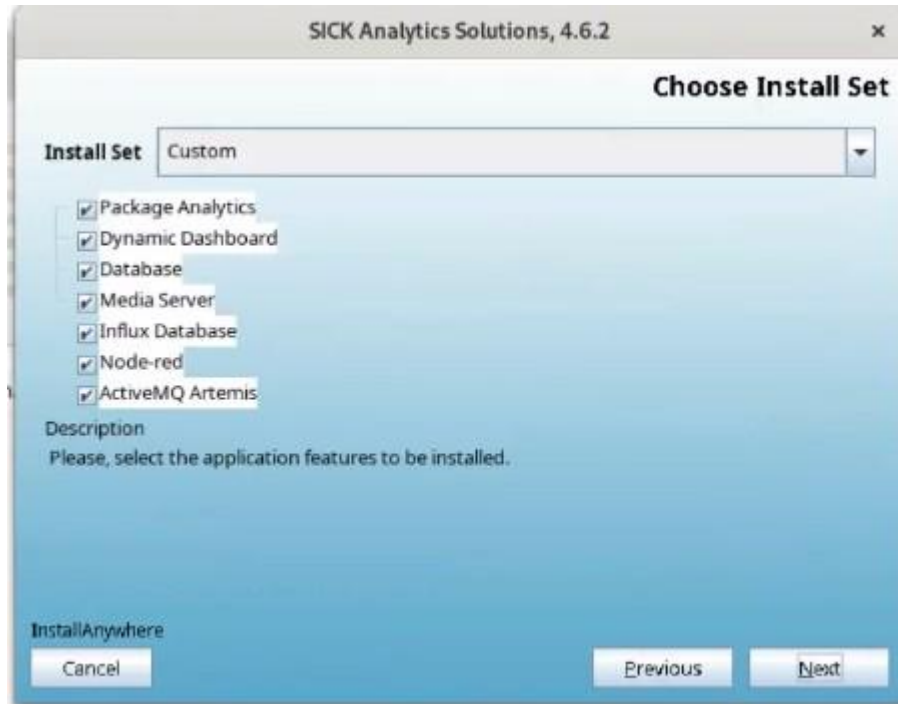 SICK Analytics Solutions, 4.6.2
Choose Install Set
Install Set Custom
Package Analytics
Dynamic Dashboard
Database
Media Server
Influx Database
Node-red
ActiveMQ Artemis
Description
Please, select the application features to be installed.
InstallAnywhere
Cancel Previous Next